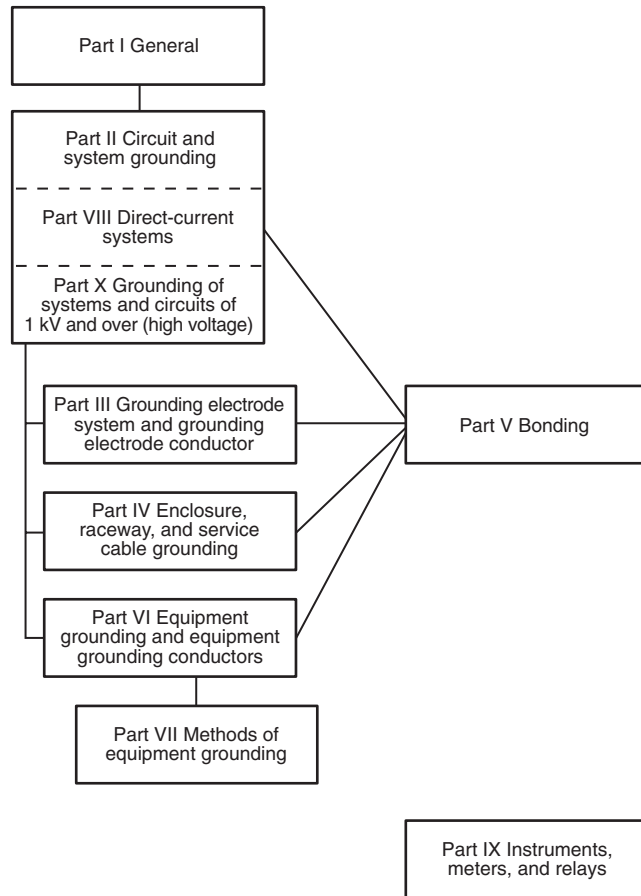 Part I General
Part II Circuit and
system grounding
Part VIII Direct-current
systems
Part X Grounding of
systems and circuits of
1 kV and over (high voltage)
Part III Grounding electrode
system and grounding
electrode conductor
Part V Bonding
Part IV Enclosure,
raceway, and service
cable grounding
Part VI Equipment
grounding and equipment
grounding conductors
Part VII Methods of
equipment grounding
Part IX Instruments,
meters, and relays